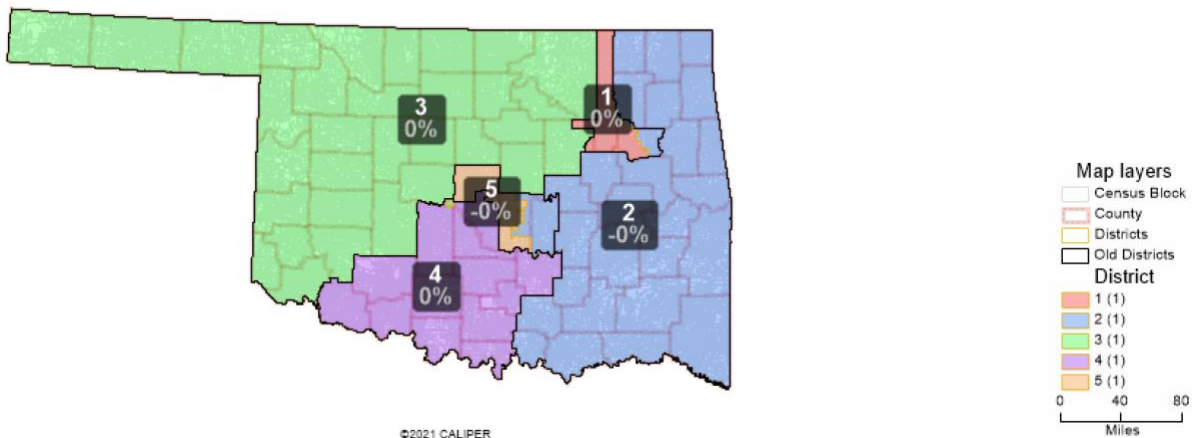 3
0%
1
0%
5
-0%
2
-0%
4
0%
Map layers
Census Block
County
Districts
Old Districts
District
1 (1)
2 (1)
3 (1)
4 (1)
5 (1)
0 40 80
Miles
©2021 CALIPER